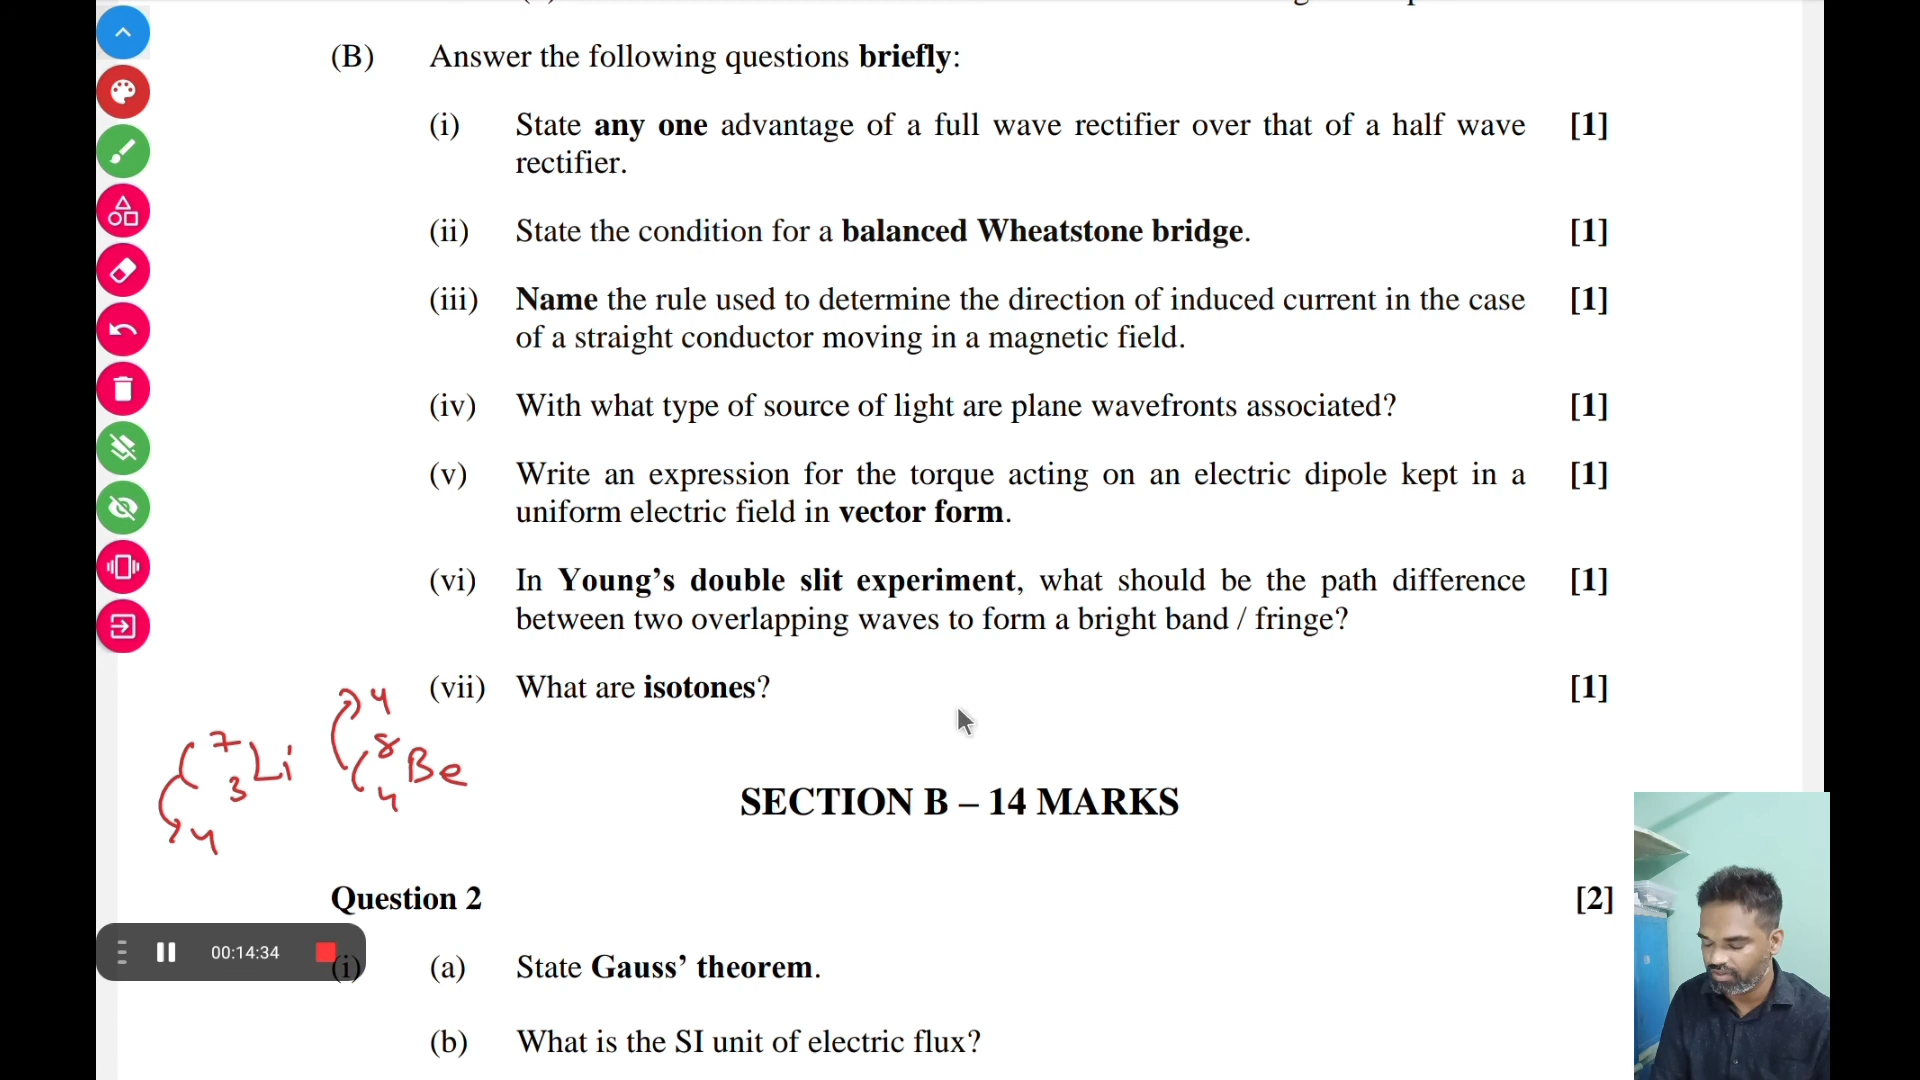 (B) Answer the following questions briefly:
(i) State any one advantage of a full wave rectifier over that of a half wave [1]
rectifier.
(ii) State the condition for a balanced Wheatstone bridge. [1]
(iii) Name the rule used to determine the direction of induced current in the case [1]
of a straight conductor moving in a magnetic field.
(iv) With what type of source of light are plane wavefronts associated? [1]
(v) Write an expression for the torque acting on an electric dipole kept in a [1]
uniform electric field in vector form.
(vi) In Young’s double slit experiment, what should be the path difference [1]
between two overlapping waves to form a bright band / fringe?
(vii) What are isotones? [1]
4
7 3 Li 8 4 Be
4
SECTION B – 14 MARKS
Question 2 [2]
00:14:34
(i) (a) State Gauss’ theorem.
(b) What is the SI unit of electric flux?